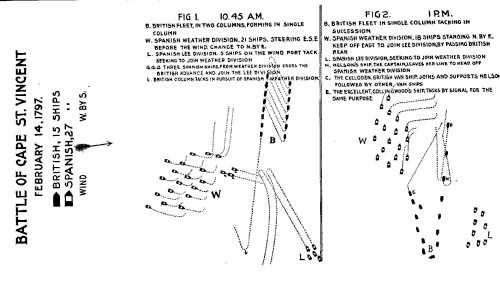 BATTLE OF CAPE ST. VINCENT
FEBRUARY 14, 1797.
BRITISH, 15 SHIPS
SPANISH, 27 "
WIND W. BY S.
FIG 1. 10.45 A.M.
B, BRITISH FLEET, IN TWO COLUMNS, FORMING IN SINGLE
COLUMN
W. SPANISH WEATHER DIVISION, 21 SHIPS, STEERING E.S.E
BEFORE THE WIND, CHANGE TO N. BY E.
L. SPANISH LEE DIVISION. 5 SHIPS ON THE WIND PORT TACK
SEEKING TO JOIN WEATHER DIVISION
THREE SPANISH SHIPS, FROM WEATHER DIVISION CROSS THE
BRITISH ADVANCE AND JOIN THE LEE DIVISION
BRITISH COLUMN TACKS IN PURSUIT OF SPANISH WEATHER DIVISION
B
W
L
FIG 2. 1 P.M.
B, BRITISH FLEET IN SINGLE COLUMN TACKING IN
SUCCESSION
W. SPANISH WEATHER DIVISION, 18 SHIPS STANDING N. BY E,
KEEP OFF EAST TO JOIN LEE DIVISION, BY PASSING BRITISH
REAR
L, SPANISH LEE DIVISION, SEEKING TO JOIN WEATHER DIVISION
N, NELSON'S SHIP, THE CAPTAIN, LEAVES HER LINE TO HEAD OFF
SPANISH WEATHER DIVISION
C, THE CULLODEN, BRITISH VAN SHIP, JOINS AND SUPPORTS NELSON
FOLLOWED BY OTHER, VAN SHIPS
E, THE EXCELLENT, COLLINGWOOD'S SHIP, TACKS BY SIGNAL FOR THE
SAME PURPOSE
W
C
B
L